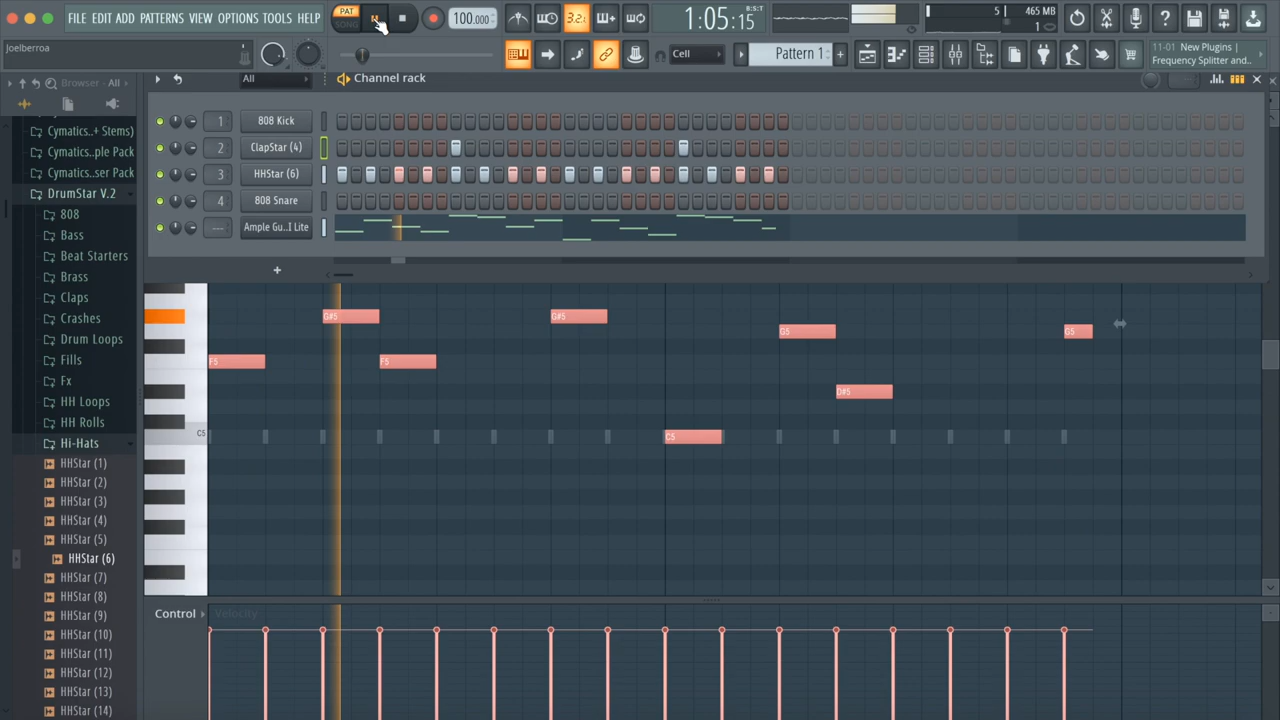 FILE EDIT ADD PATTERNS VIEW OPTIONS TOOLS HELP
PAT
SONG
100.000
3.2.
1:05:15
B:S:T
5
465 MB
1
Joelberroa
Cell
Pattern 1
11-01 New Plugins |
Frequency Splitter and..
Browser - All
All
Channel rack
Cymatics..+ Stems)
Cymatics..ple Pack
Cymatics..ser Pack
DrumStar V.2
808
Bass
Beat Starters
Brass
Claps
Crashes
Drum Loops
Fills
Fx
HH Loops
HH Rolls
Hi-Hats
HHStar (1)
HHStar (2)
HHStar (3)
HHStar (4)
HHStar (5)
HHStar (6)
HHStar (7)
HHStar (8)
HHStar (9)
HHStar (10)
HHStar (11)
HHStar (12)
HHStar (13)
HHStar (14)
1 808 Kick
2 ClapStar (4)
3 HHStar (6)
4 808 Snare
--- Ample Gu..I Lite
+
G#5
G#5
G5
G5
F5
F5
D#5
C5
C5
Control
Velocity